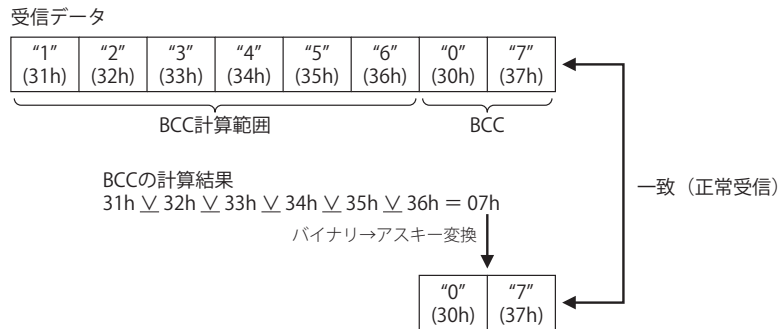 受信データ
“1” “2” “3” “4” “5” “6” “0” “7”
(31h) (32h) (33h) (34h) (35h) (36h) (30h) (37h)
BCC計算範囲 BCC
BCCの計算結果
31h ⊻ 32h ⊻ 33h ⊻ 34h ⊻ 35h ⊻ 36h = 07h
一致（正常受信）
バイナリ→アスキー変換
“0” “7”
(30h) (37h)